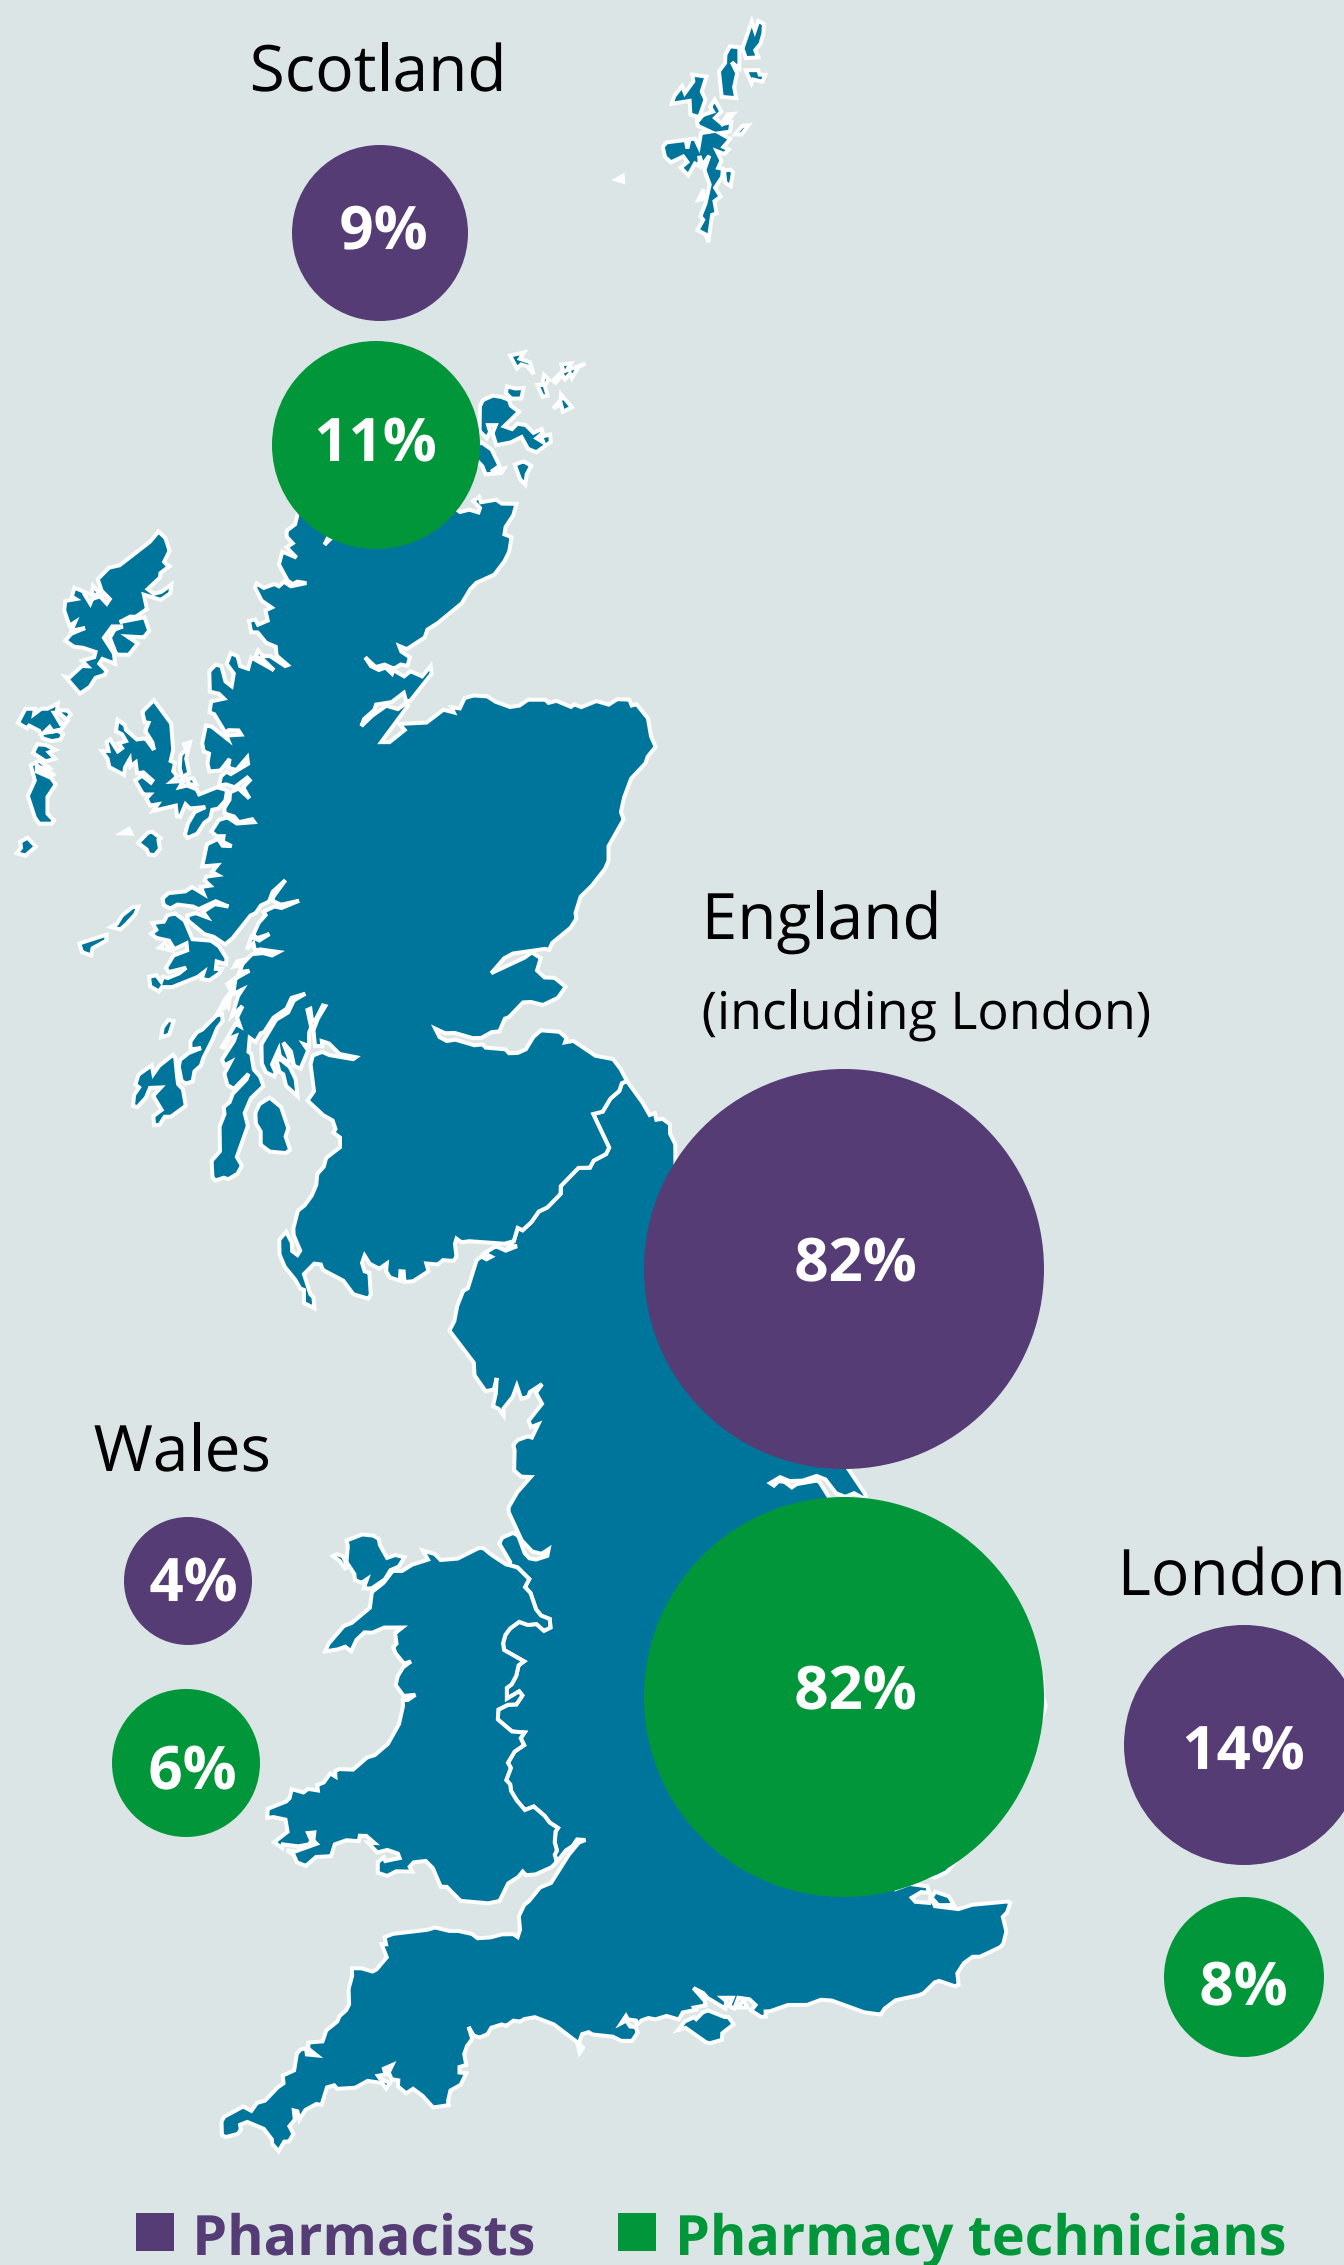 Scotland
9%
11%
England
(including London)
82%
Wales
4%
82%
London
6%
14%
8%
Pharmacists
Pharmacy technicians